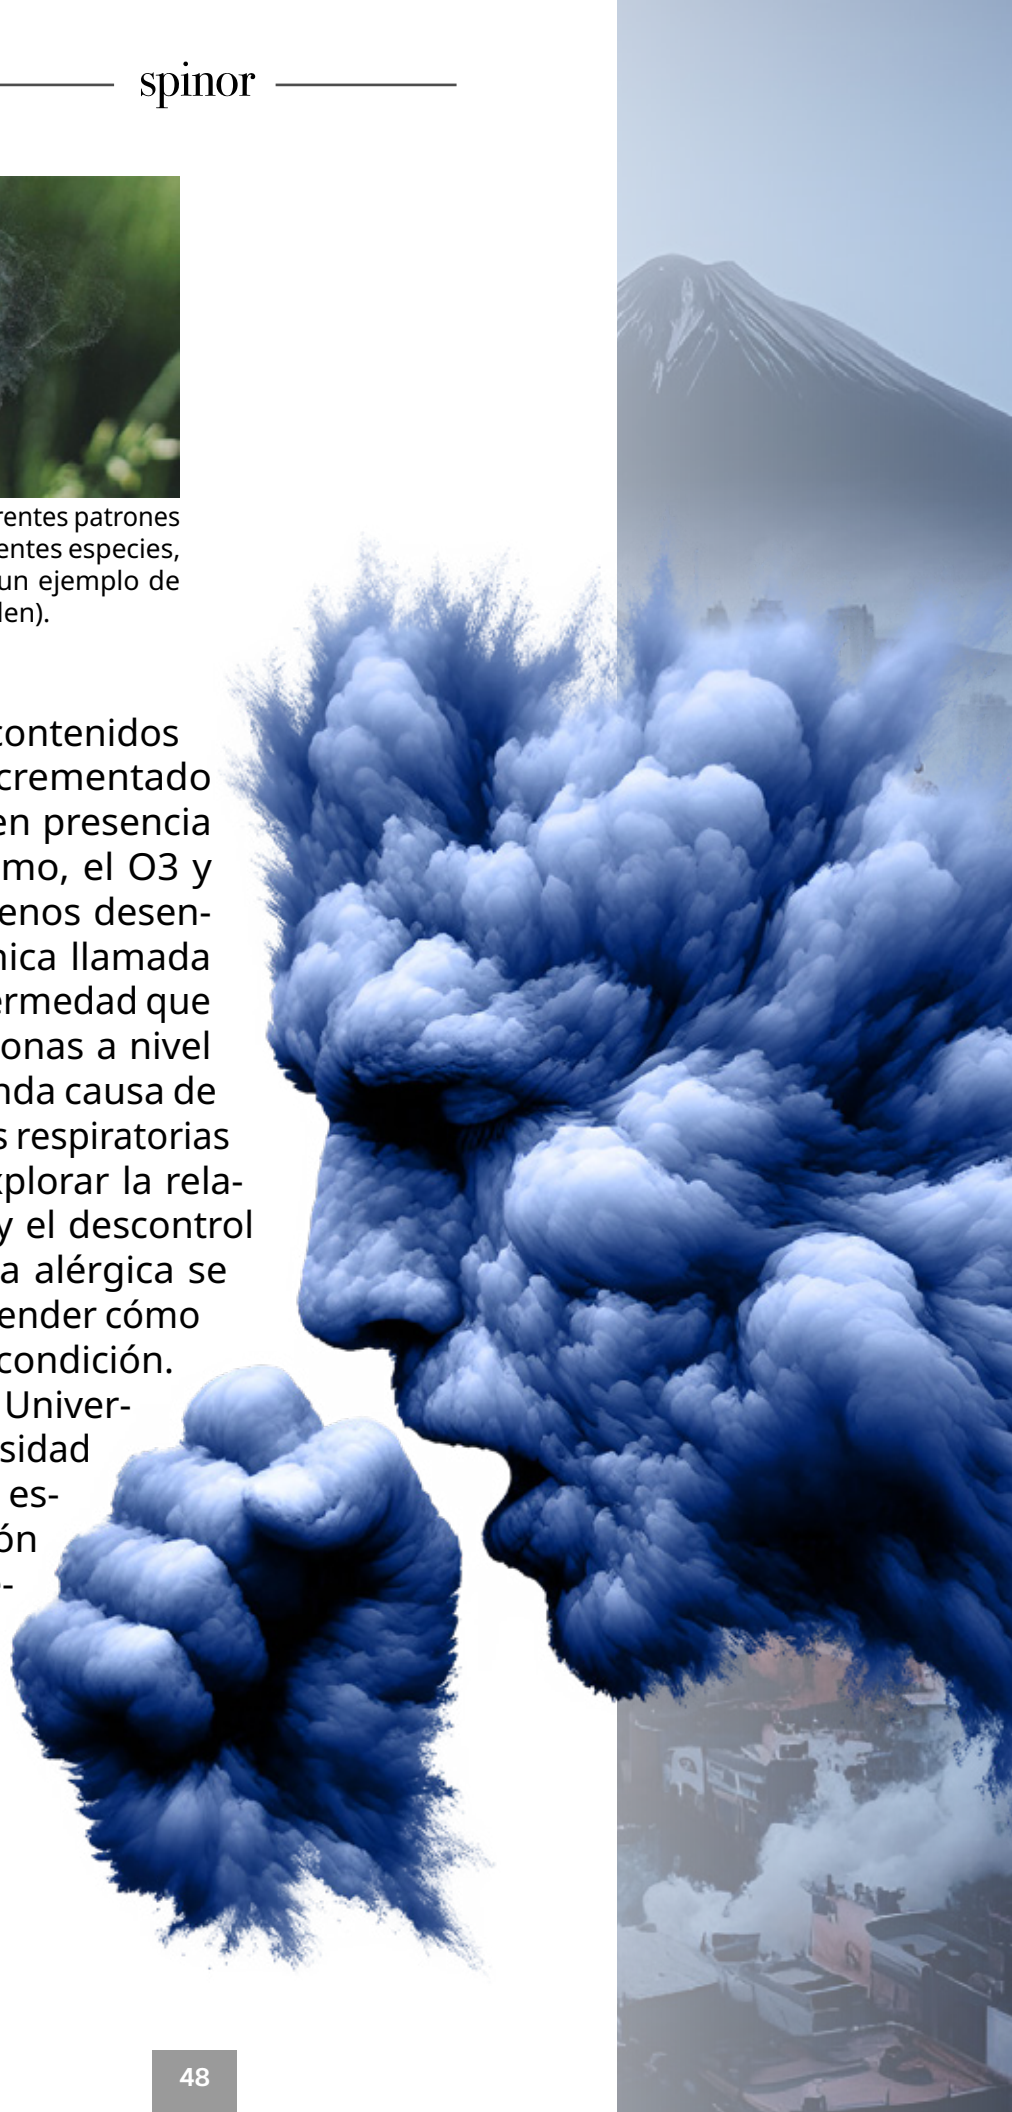 spinor
rentes patrones
entes especies,
un ejemplo de
len).
contenidos
crementado
en presencia
mo, el O3 y
enos desen-
nica llamada
ermedad que
onas a nivel
nda causa de
s respiratorias
xplorar la rela-
y el descontrol
a alérgica se
ender cómo
condición.
Univer-
sidad
es-
ón
-
48